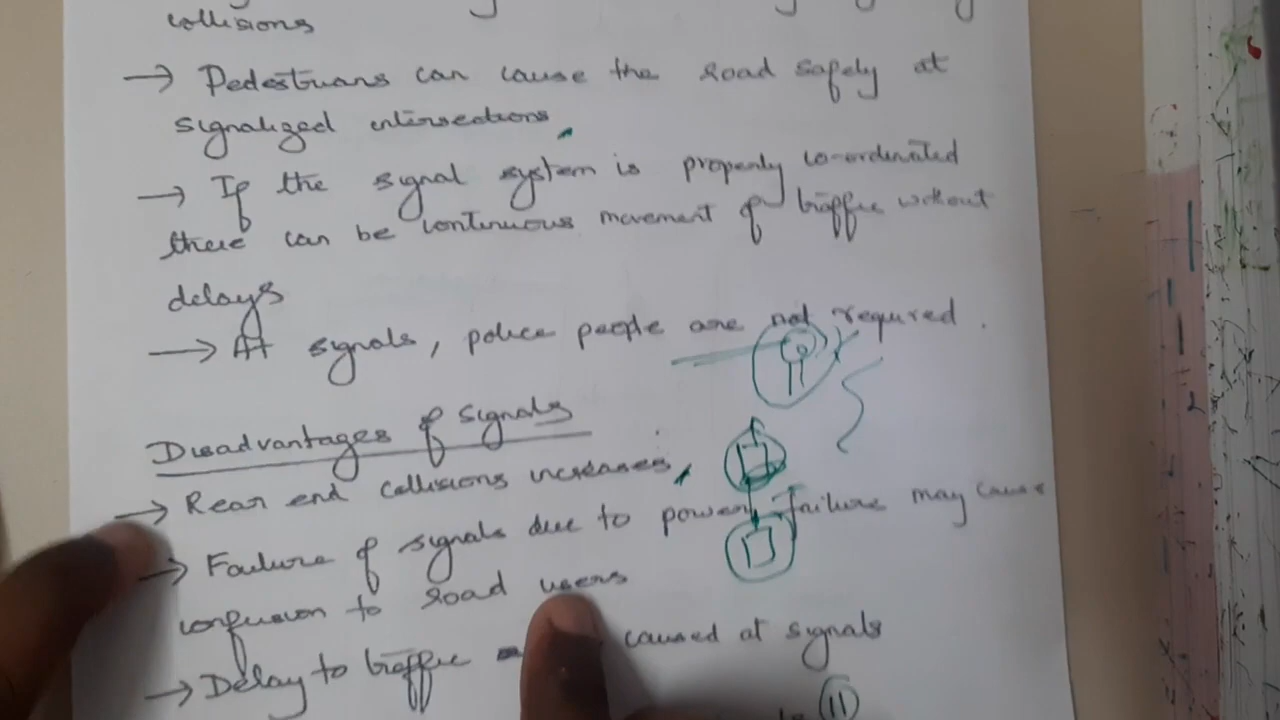 collisions
→ Pedestrians can cause the road safely at
signalized intersections
→ If the signal system is properly co-ordinated
there can be continuous movement of traffic without
delays
→ At signals, police people are not required.
Disadvantages of signals
→ Rear end collisions increases
→ Failure of signals due to power failure may cause
confusion to road users
→ Delay to traffic caused at signals
11